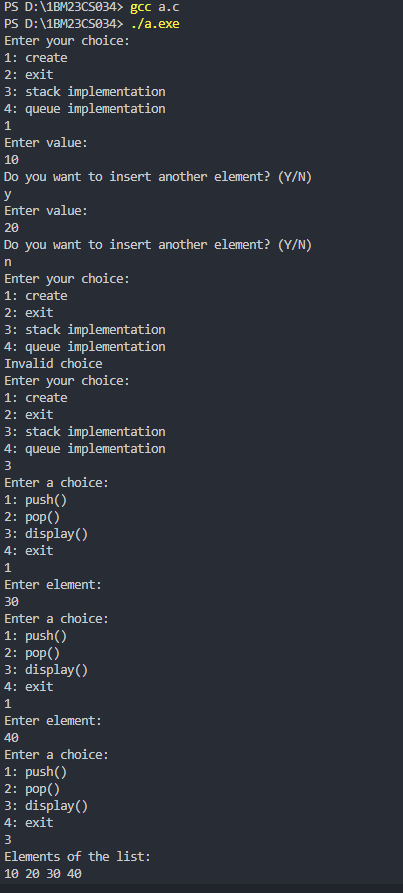 PS D:\1BM23CS034> gcc a.c
PS D:\1BM23CS034> ./a.exe
Enter your choice:
1: create
2: exit
3: stack implementation
4: queue implementation
1
Enter value:
10
Do you want to insert another element? (Y/N)
y
Enter value:
20
Do you want to insert another element? (Y/N)
n
Enter your choice:
1: create
2: exit
3: stack implementation
4: queue implementation
Invalid choice
Enter your choice:
1: create
2: exit
3: stack implementation
4: queue implementation
3
Enter a choice:
1: push()
2: pop()
3: display()
4: exit
1
Enter element:
30
Enter a choice:
1: push()
2: pop()
3: display()
4: exit
1
Enter element:
40
Enter a choice:
1: push()
2: pop()
3: display()
4: exit
3
Elements of the list:
10 20 30 40